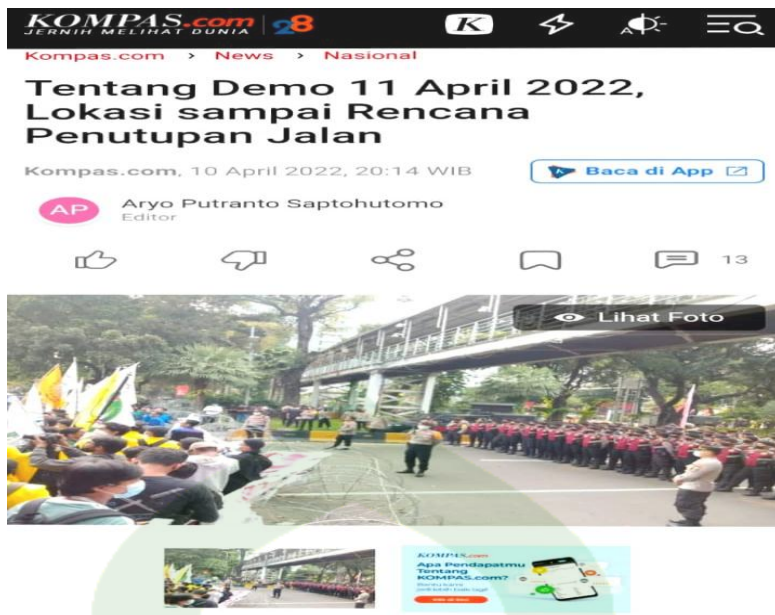 KOMPAS.com 28
JERNIH MELIHAT DUNIA
K
Kompas.com > News > Nasional
Tentang Demo 11 April 2022,
Lokasi sampai Rencana
Penutupan Jalan
Kompas.com, 10 April 2022, 20:14 WIB
Baca di App
AP
Aryo Putranto Saptohutomo
Editor
13
Lihat Foto
KOMPAS.com
Apa Pendapatmu
Tentang
KOMPAS.com?